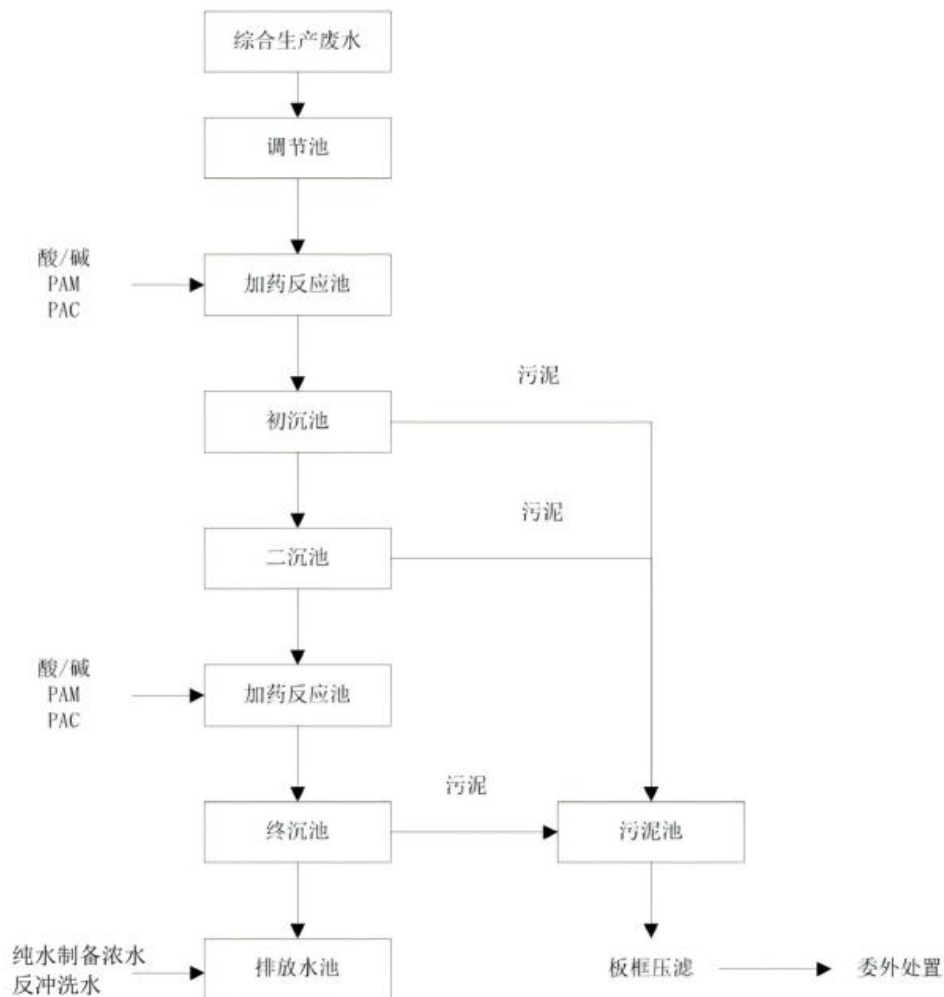 综合生产废水
调节池
酸/碱
PAM
PAC
加药反应池
污泥
初沉池
污泥
二沉池
酸/碱
PAM
PAC
加药反应池
污泥
终沉池
污泥池
纯水制备浓水
反冲洗水
排放水池
板框压滤
委外处置